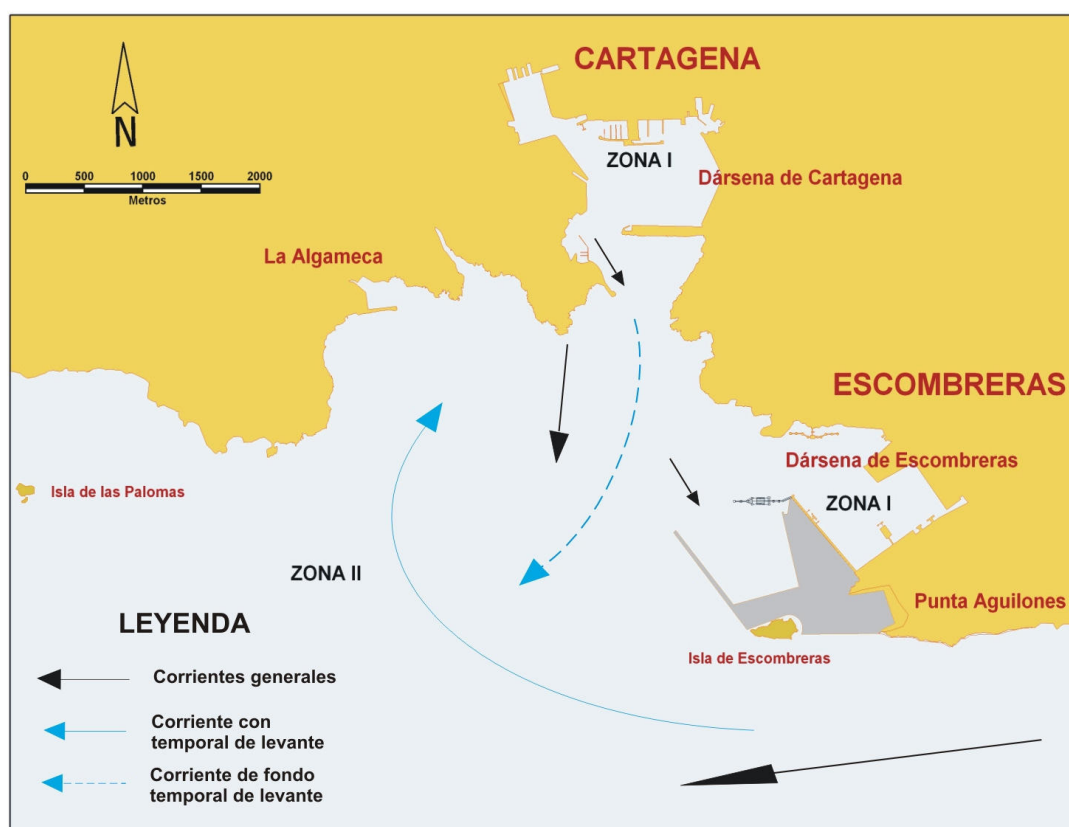 CARTAGENA
N
ZONA I
0 500 1000 1500 2000
Metros
Dársena de Cartagena
La Algameca
ESCOMBRERAS
Dársena de Escombreras
Isla de las Palomas
ZONA I
ZONA II
Punta Aguilones
LEYENDA
Isla de Escombreras
Corrientes generales
Corriente con
temporal de levante
Corriente de fondo
temporal de levante